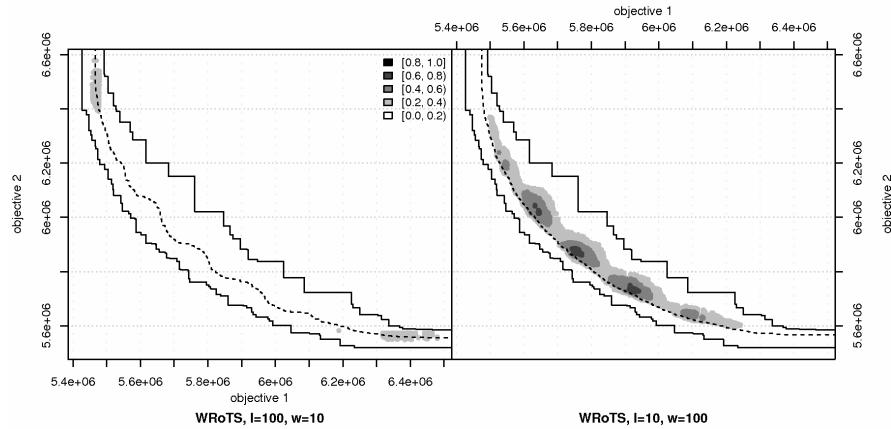 objective 1
5.4e+06 5.6e+06 5.8e+06 6e+06 6.2e+06 6.4e+06
objective 2
6.6e+06
6.2e+06
6e+06
5.6e+06
[0.8, 1.0]
[0.6, 0.8)
[0.4, 0.6)
[0.2, 0.4)
[0.0, 0.2)
6.6e+06
6.2e+06
6e+06
5.6e+06
objective 2
5.4e+06 5.6e+06 5.8e+06 6e+06 6.2e+06 6.4e+06
objective 1
WRoTS, l=100, w=10
WRoTS, l=10, w=100